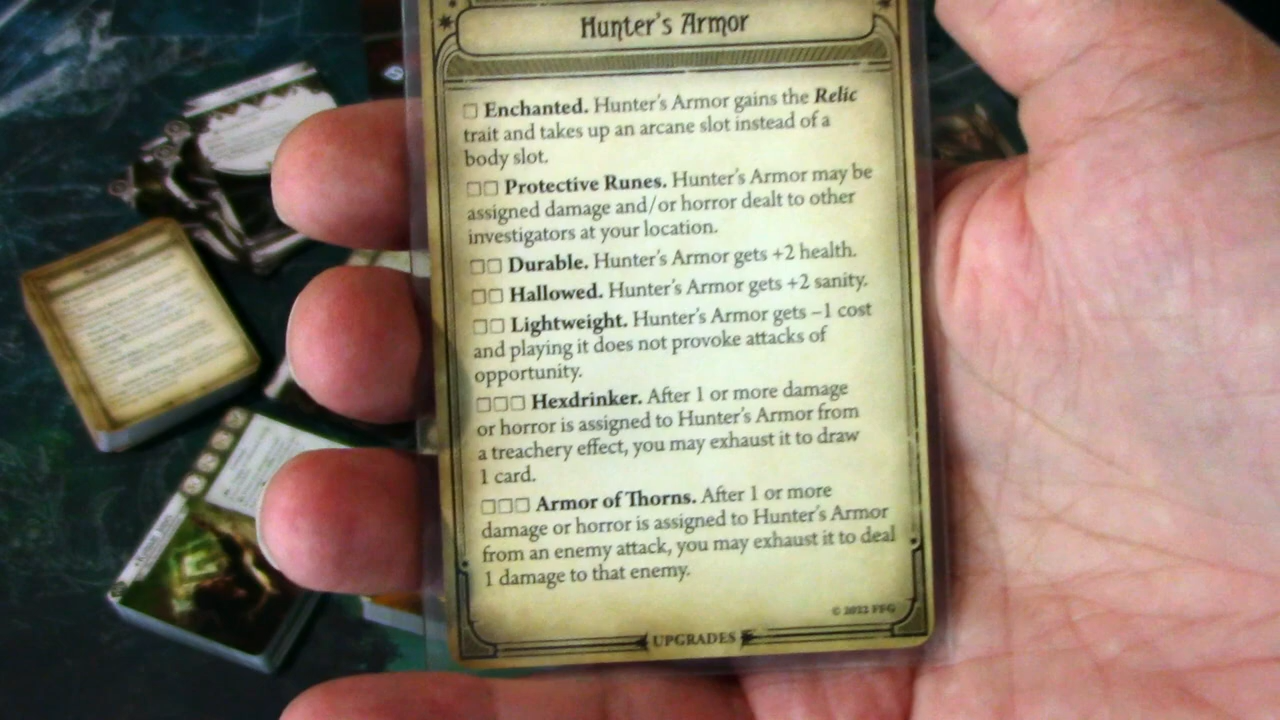 Hunter's Armor
☐ Enchanted. Hunter's Armor gains the Relic
trait and takes up an arcane slot instead of a
body slot.
☐☐ Protective Runes. Hunter's Armor may be
assigned damage and/or horror dealt to other
investigators at your location.
☐☐ Durable. Hunter's Armor gets +2 health.
☐☐ Hallowed. Hunter's Armor gets +2 sanity.
☐☐ Lightweight. Hunter's Armor gets –1 cost
and playing it does not provoke attacks of
opportunity.
☐☐☐ Hexdrinker. After 1 or more damage
or horror is assigned to Hunter's Armor from
a treachery effect, you may exhaust it to draw
1 card.
☐☐☐ Armor of Thorns. After 1 or more
damage or horror is assigned to Hunter's Armor
from an enemy attack, you may exhaust it to deal
1 damage to that enemy.
© 2022 FFG
UPGRADES